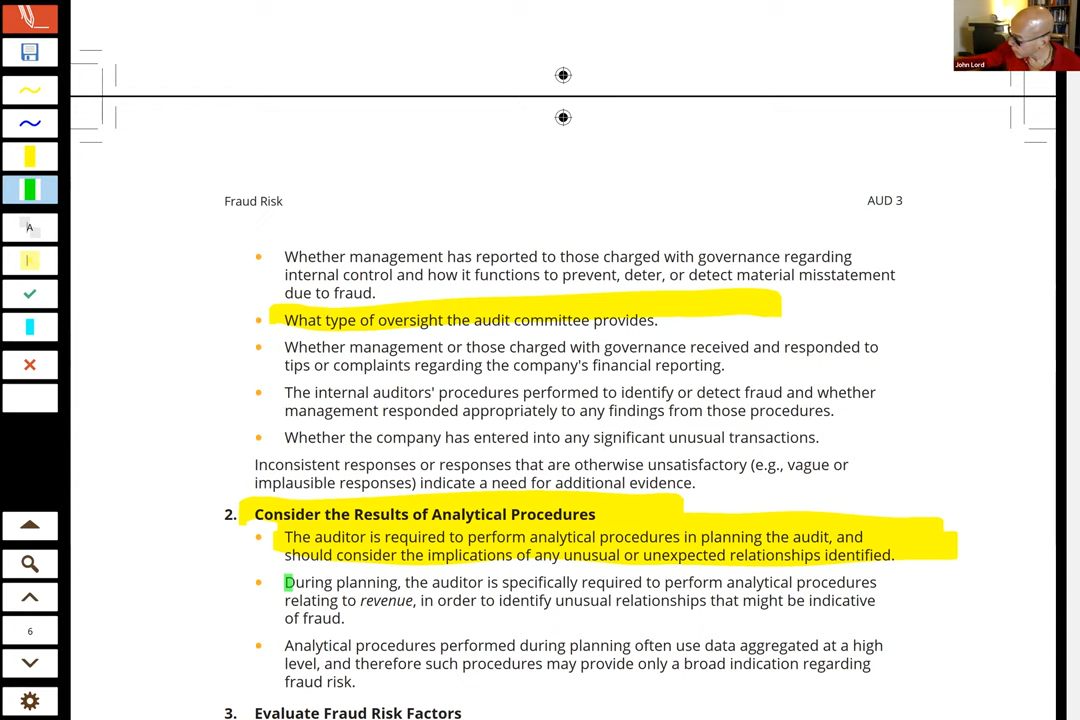 John Lord
Fraud Risk
AUD 3
• Whether management has reported to those charged with governance regarding
internal control and how it functions to prevent, deter, or detect material misstatement
due to fraud.
• What type of oversight the audit committee provides.
• Whether management or those charged with governance received and responded to
tips or complaints regarding the company's financial reporting.
• The internal auditors' procedures performed to identify or detect fraud and whether
management responded appropriately to any findings from those procedures.
• Whether the company has entered into any significant unusual transactions.
Inconsistent responses or responses that are otherwise unsatisfactory (e.g., vague or
implausible responses) indicate a need for additional evidence.
2. Consider the Results of Analytical Procedures
• The auditor is required to perform analytical procedures in planning the audit, and
should consider the implications of any unusual or unexpected relationships identified.
• During planning, the auditor is specifically required to perform analytical procedures
relating to revenue, in order to identify unusual relationships that might be indicative
of fraud.
• Analytical procedures performed during planning often use data aggregated at a high
level, and therefore such procedures may provide only a broad indication regarding
fraud risk.
3. Evaluate Fraud Risk Factors
A
6